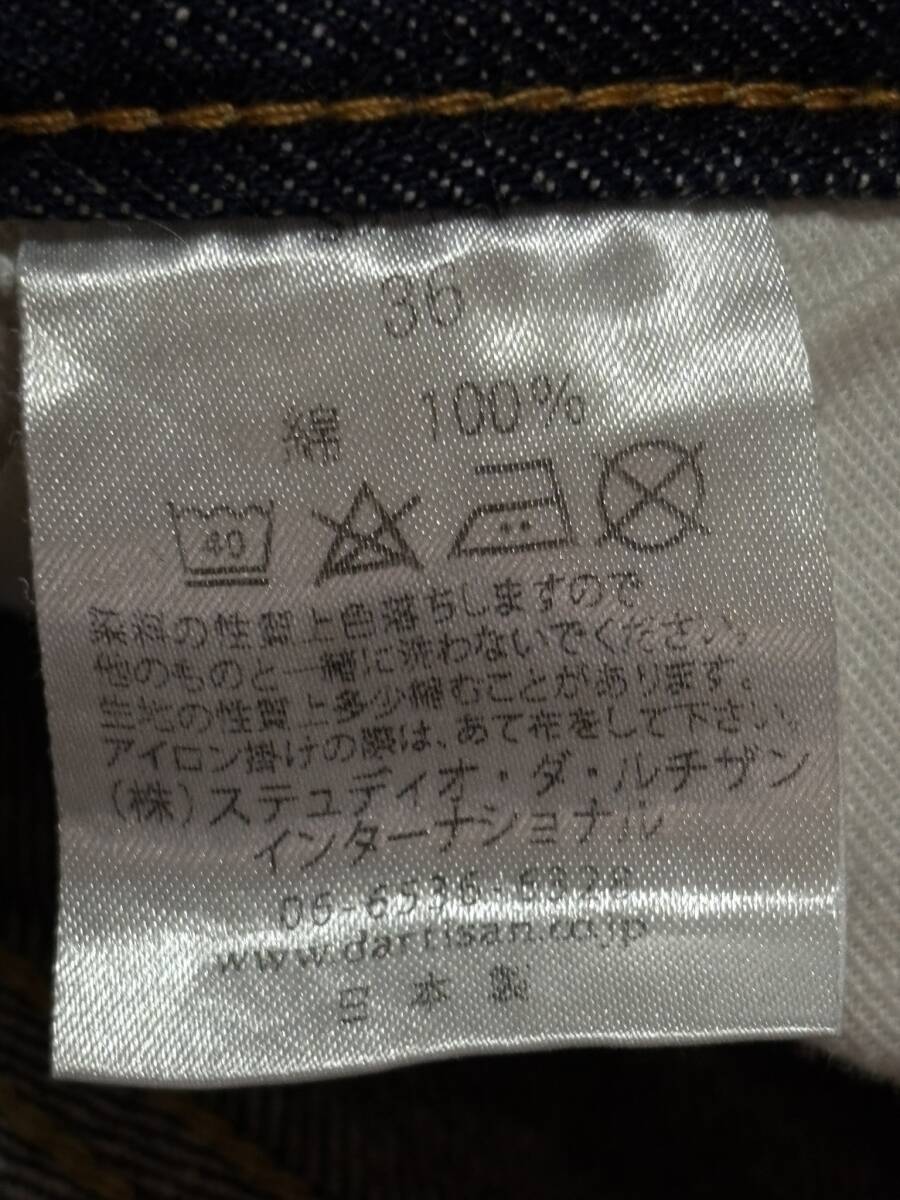 36
綿 100%
40
染料の性質上色落ちしますので
他のものと一緒に洗わないでください。
生地の性質上多少縮むことがあります。
アイロン掛けの際は、あて布をして下さい。
(株)ステュディオ・ダ・ルチザン
インターナショナル
06-6536-6328
www.dartisan.co.jp
日本製